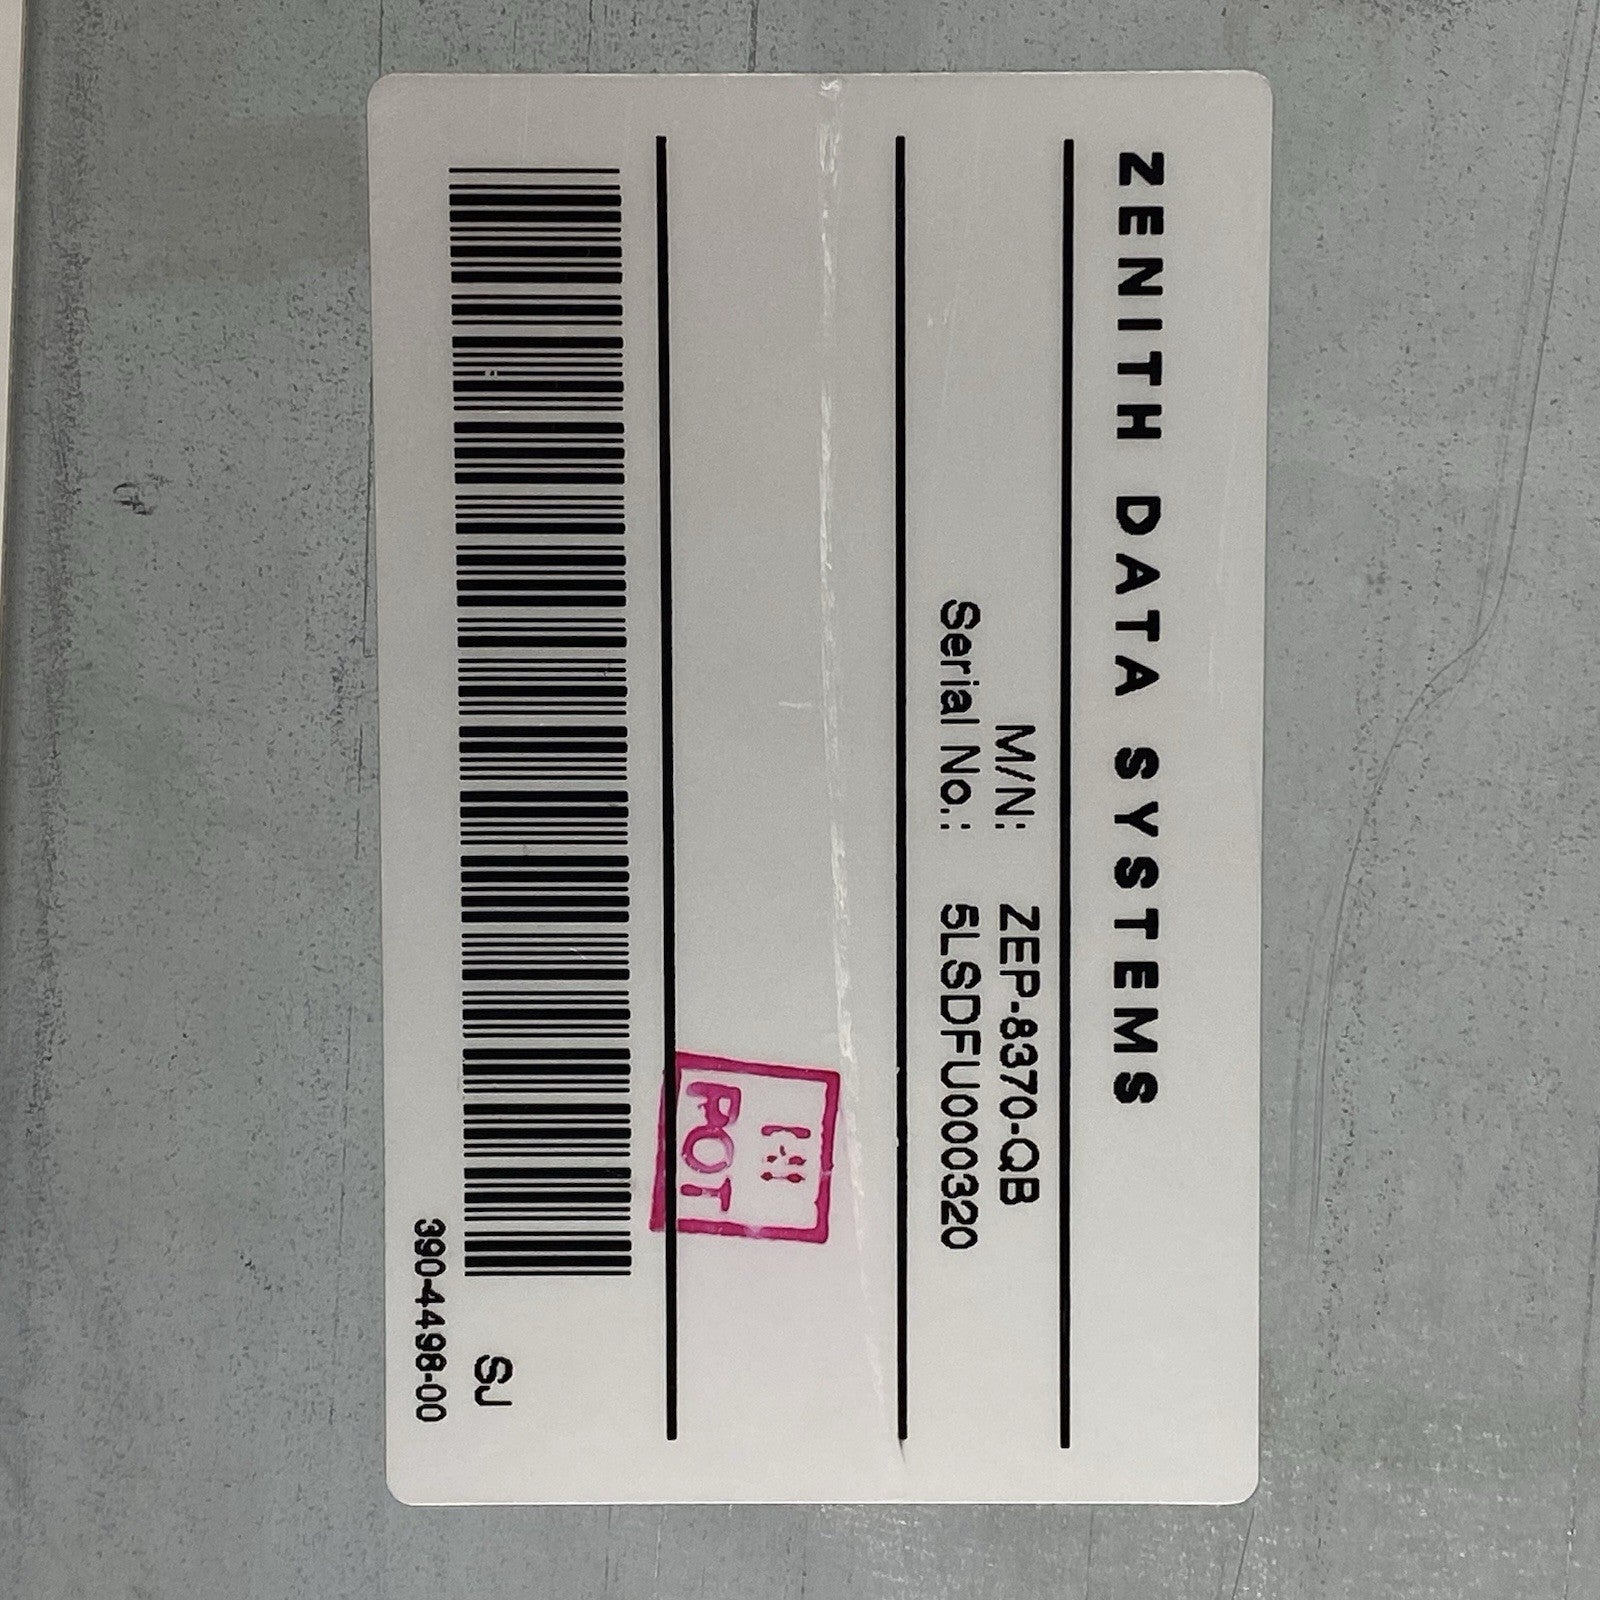 ZENITH DATA SYSTEMS
M/N: ZEP-8370-QB
Serial No.: 5LSDFU000320
POT
SJ
390-4498-00